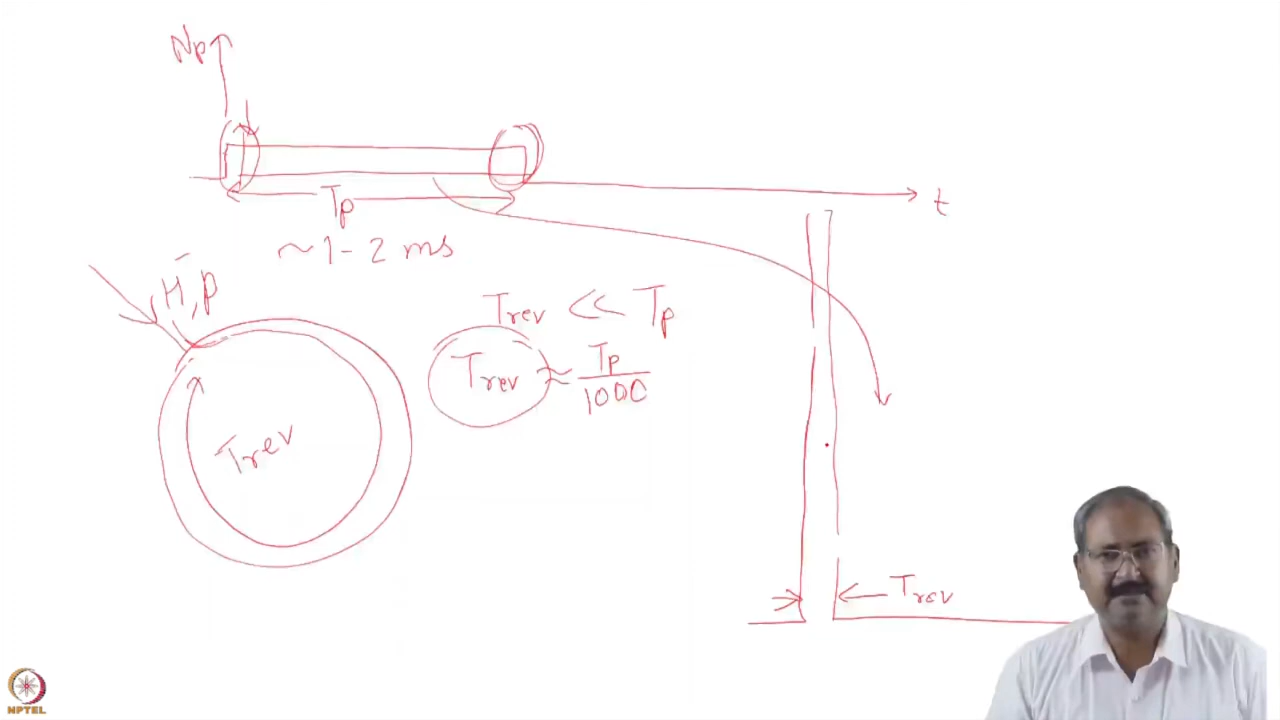 Np
t
Tp
~1-2 ms
H⁻, p
Trev << Tp
Trev ≈ Tp/1000
Trev
Trev
NPTEL